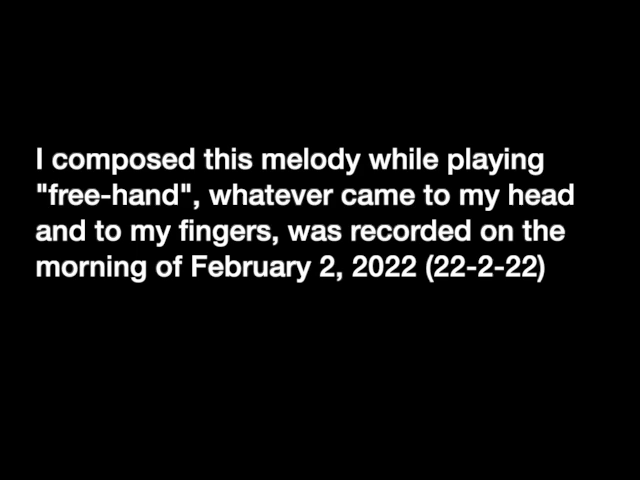 I composed this melody while playing
"free-hand", whatever came to my head
and to my fingers, was recorded on the
morning of February 2, 2022 (22-2-22)